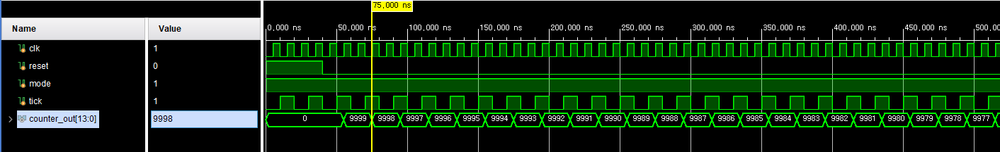 75,000 ns
Name Value
0,000 ns 50,000 ns 100,000 ns 150,000 ns 200,000 ns 250,000 ns 300,000 ns 350,000 ns 400,000 ns 450,000 ns 500,0
clk 1
reset 0
mode 1
tick 1
counter_out[13:0] 9998 0 9999 9998 9997 9996 9995 9994 9993 9992 9991 9990 9989 9988 9987 9986 9985 9984 9983 9982 9981 9980 9979 9978 9977